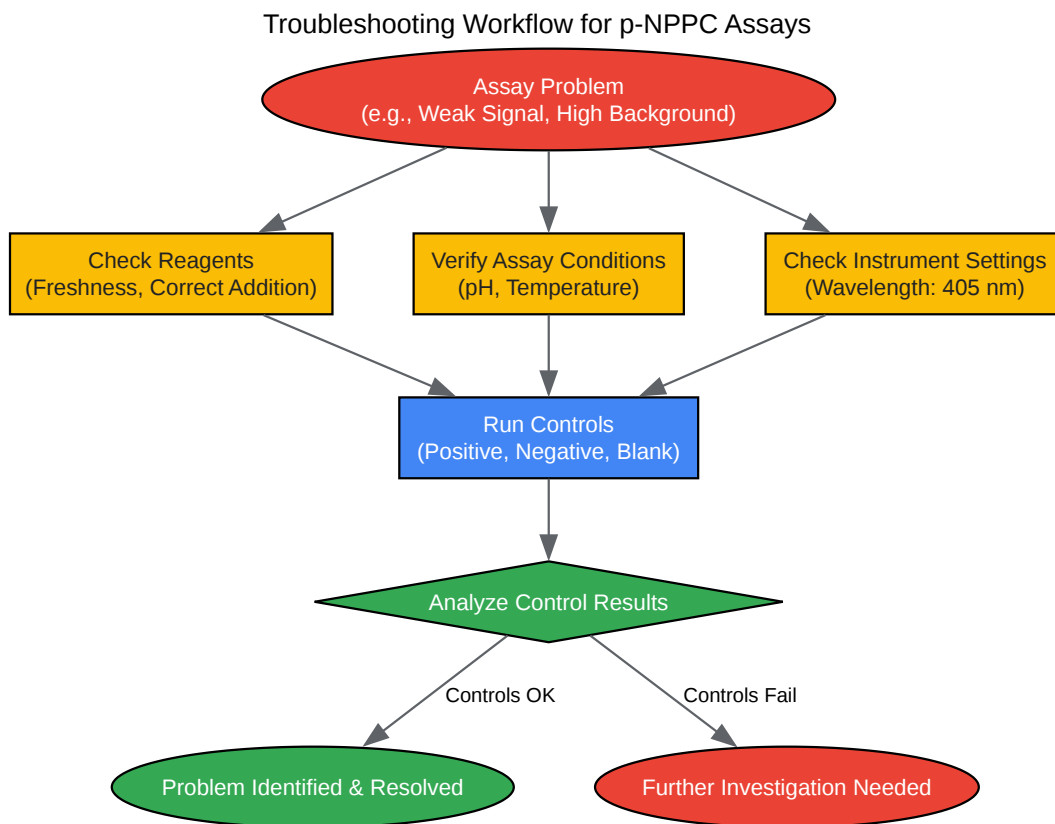 Troubleshooting Workflow for p-NPPC Assays
Assay Problem
(e.g., Weak Signal, High Background)
Check Reagents
(Freshness, Correct Addition)
Verify Assay Conditions
(pH, Temperature)
Check Instrument Settings
(Wavelength: 405 nm)
Run Controls
(Positive, Negative, Blank)
Analyze Control Results
Controls OK
Controls Fail
Problem Identified & Resolved
Further Investigation Needed